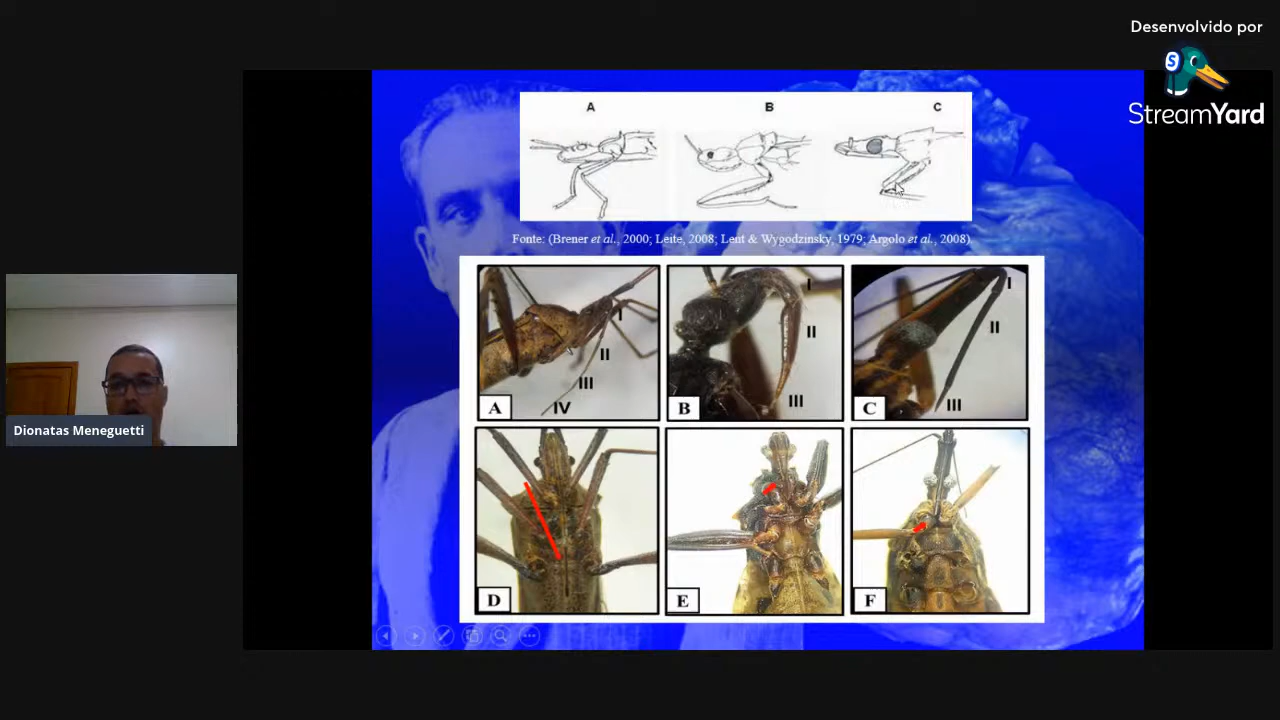 Desenvolvido por
S
StreamYard
A
B
C
Fonte: (Brener et al., 2000; Leite, 2008; Lent & Wygodzinsky, 1979; Argolo et al., 2008).
I
II
III
IV
A
I
II
III
B
I
II
III
C
Dionatas Meneguetti
D
E
F